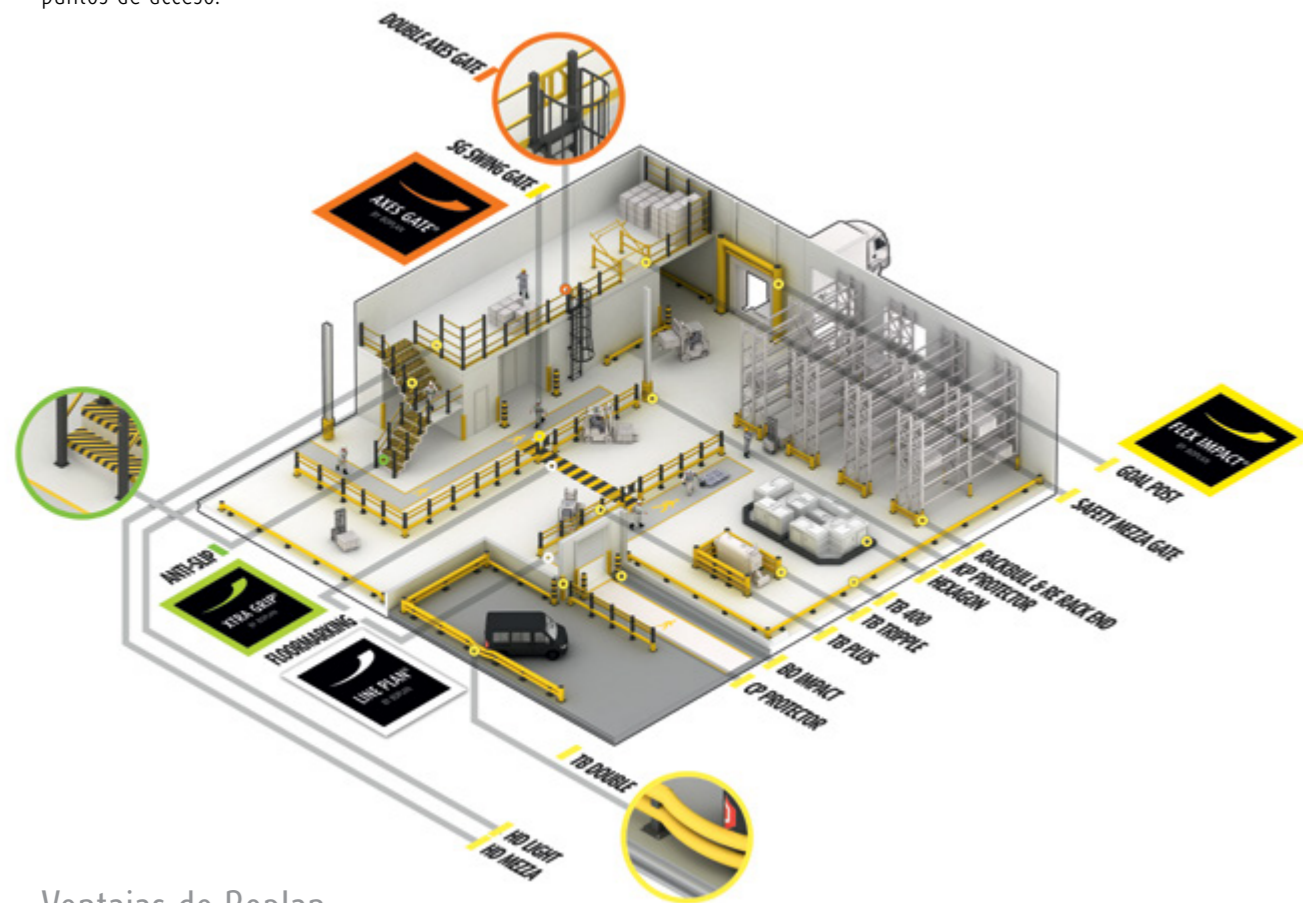 puntos de acceso.
DOUBLE AXES GATE
SG SWING GATE
AXES GATE®
BY BOPLAN
FLEX IMPACT®
BY BOPLAN
GOAL POST
SAFETY MEZZA GATE
RACKBULL & RE RACK END
KP PROTECTOR
HEXAGON
TB 400
TB TRIPPLE
TB PLUS
BO IMPACT
CP PROTECTOR
ANTI-SLIP
XTRA GRIP®
BY BOPLAN
FLOORMARKING
LINE PLAN™
BY BOPLAN
TB DOUBLE
HD LIGHT
HD MEZZA
Ventajas de Boplan